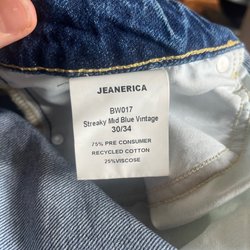 JEANERICA
BW017
Streaky Mid Blue Vintage
30/34
75% PRE CONSUMER
RECYCLED COTTON
25%VISCOSE